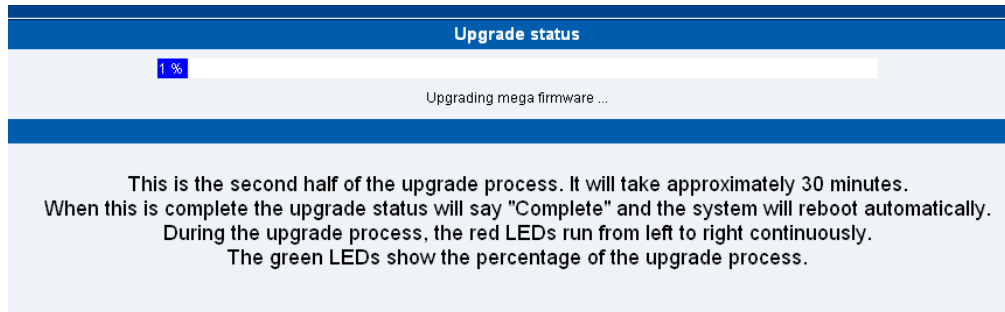 Upgrade status
1 %
Upgrading mega firmware ...
This is the second half of the upgrade process. It will take approximately 30 minutes.
When this is complete the upgrade status will say "Complete" and the system will reboot automatically.
During the upgrade process, the red LEDs run from left to right continuously.
The green LEDs show the percentage of the upgrade process.